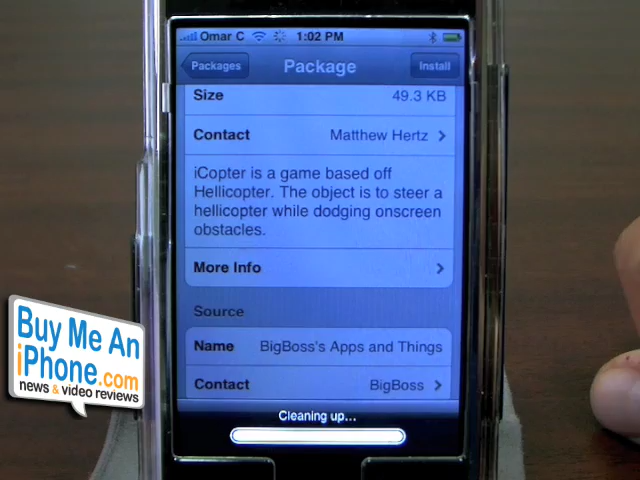 Omar C 1:02 PM
Packages Package Install
Size 49.3 KB
Contact Matthew Hertz
iCopter is a game based off
Hellicopter. The object is to steer a
hellicopter while dodging onscreen
obstacles.
More Info
Source
Name BigBoss's Apps and Things
Contact BigBoss
Cleaning up...
Buy Me An
iPhone.com
news & video reviews